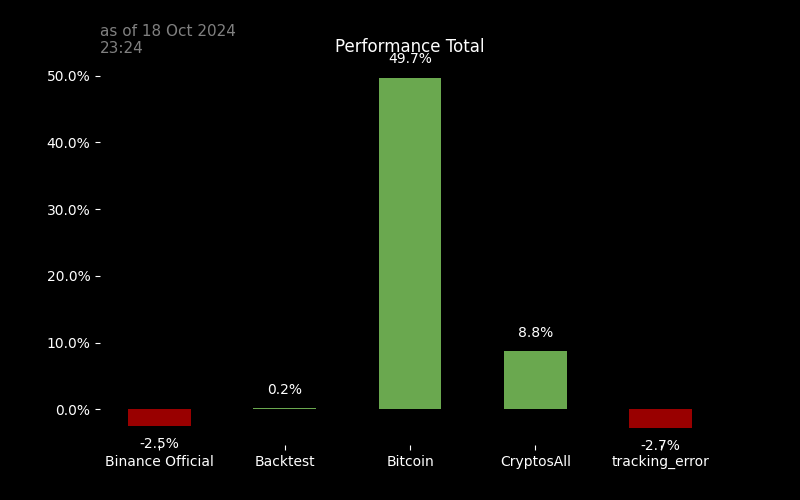 as of 18 Oct 2024
23:24
Performance Total
49.7%
50.0%
40.0%
30.0%
20.0%
10.0%
8.8%
0.2%
0.0%
-2.5%
-2.7%
Binance Official
Backtest
Bitcoin
CryptosAll
tracking_error